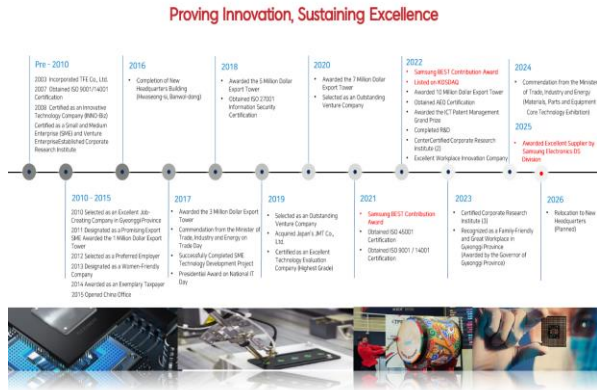 Proving Innovation, Sustaining Excellence
Pre - 2010
2003 Incorporated TFE Co., Ltd.
2007 Obtained ISO 9001/14001
Certification
2008 Certified as an Innovative
Technology Company (INNO-Biz)
Certified as a Small and Medium
Enterprise (SME) and Venture
EnterpriseEstablished Corporate
Research Institute
2010 - 2015
2010 Selected as an Excellent Job-
Creating Company in Gyeonggi Province
2011 Designated as a Promising Export
SME Awarded the 1 Million Dollar Export
Tower
2012 Selected as a Preferred Employer
2013 Designated as a Women-Friendly
Company
2014 Awarded as an Exemplary Taxpayer
2015 Opened China Office
2016
• Completion of New
Headquarters Building
(Hwaseong-si, Banwol-dong)
2017
• Awarded the 3 Million Dollar Export
Tower
• Commendation from the Minister of
Trade, Industry and Energy on
Trade Day
• Successfully Completed SME
Technology Development Project
• Presidential Award on National IT
Day
2018
• Awarded the 5 Million Dollar
Export Tower
• Obtained ISO 27001
Information Security
Certification
2019
• Selected as an Outstanding
Venture Company
• Acquired Japan's JMT Co.,
Ltd.
• Certified as an Excellent
Technology Evaluation
Company (Highest Grade)
2020
• Awarded the 7 Million Dollar
Export Tower
• Selected as an Outstanding
Venture Company
2021
• Samsung BEST Contribution
Award
• Obtained ISO 45001
Certification
• Obtained ISO 9001 / 14001
Certification
2022
• Samsung BEST Contribution Award
• Listed on KOSDAQ
• Awarded 10 Million Dollar Export Tower
• Obtained AEO Certification
• Awarded the ICT Patent Management
Grand Prize
• Completed R&D
• CenterCertified Corporate Research
Institute (2)
• Excellent Workplace Innovation Company
2023
• Certified Corporate Research
Institute (3)
• Recognized as a Family-Friendly
and Great Workplace in
Gyeonggi Province
(Awarded by the Governor of
Gyeonggi Province)
2024
• Commendation from the Minister
of Trade, Industry and Energy
(Materials, Parts and Equipment
Core Technology Exhibition)
2025
• Awarded Excellent Supplier by
Samsung Electronics DS
Division
2026
• Relocation to New
Headquarters
(Planned)